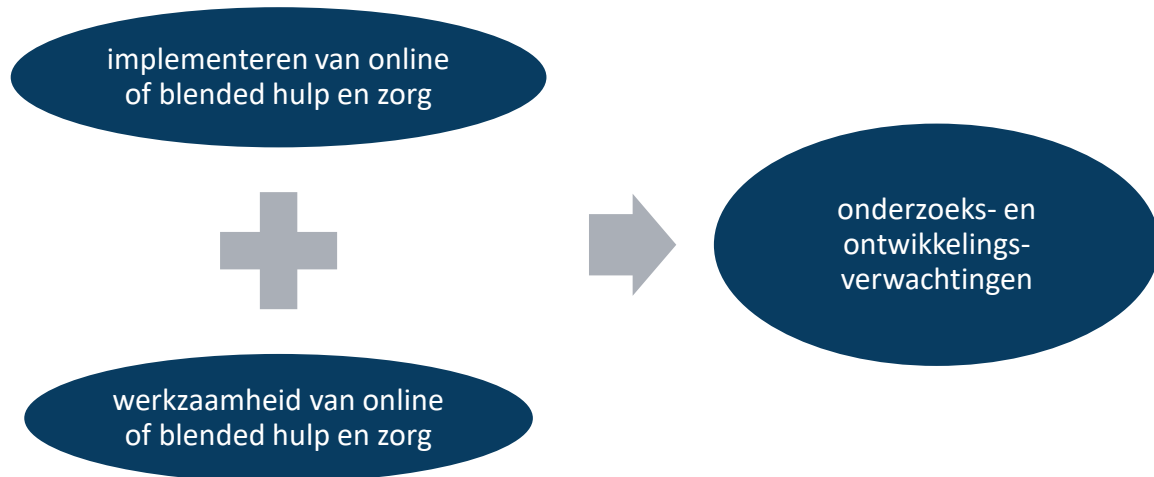 implementeren van online
of blended hulp en zorg
werkzaamheid van online
of blended hulp en zorg
onderzoeks- en
ontwikkelings-
verwachtingen